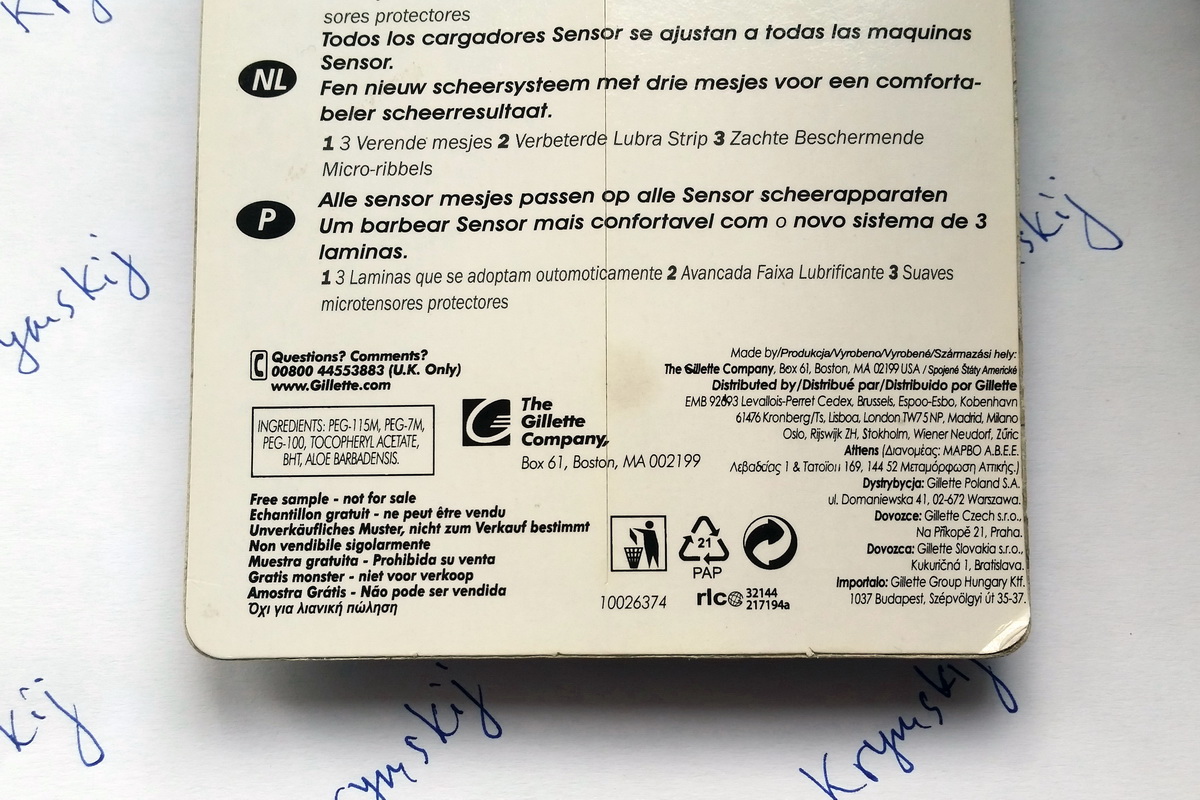 sores protectores
Todos los cargadores Sensor se ajustan a todas las maquinas
Sensor.
NL
Fen nieuw scheersysteem met drie mesjes voor een comforta-
beler scheerresultaat.
1 3 Verende mesjes 2 Verbeterde Lubra Strip 3 Zachte Beschermende
Micro-ribbels
Alle sensor mesjes passen op alle Sensor scheerapparaten
P
Um barbear Sensor mais confortavel com o novo sistema de 3
laminas.
1 3 Laminas que se adoptam outomoticamente 2 Avancada Faixa Lubrificante 3 Suaves
microtensores protectores
Questions? Comments?
00800 44553883 (U.K. Only)
www.Gillette.com
INGREDIENTS: PEG-115M, PEG-7M,
PEG-100, TOCOPHERYL ACETATE,
BHT, ALOE BARBADENSIS.
The
Gillette
Company,
Box 61, Boston, MA 002199
Free sample - not for sale
Echantillon gratuit - ne peut être vendu
Unverkäufliches Muster, nicht zum Verkauf bestimmt
Non vendibile sigolarmente
Muestra gratuita - Prohibida su venta
Gratis monster - niet voor verkoop
Amostra Grátis - Não pode ser vendida
Όχι για λιανική πώληση
Made by/Produkcja/Vyrobeno/Vyrobené/Származási hely:
The Gillette Company, Box 61, Boston, MA 02199 USA / Spojené Štáty Americké
Distributed by/Distribué par/Distribuido por Gillette
EMB 92693 Levallois-Perret Cedex, Brussels, Espoo-Esbo, Kobenhavn
61476 Kronberg/Ts, Lisboa, London TW75NP, Madrid, Milano
Oslo, Rijswijk ZH, Stokholm, Wiener Neudorf, Zűric
Athens (Διανομέας: ΜΑΡΒΟ Α.Β.Ε.Ε.
Λεβαδείας 1 & Τατοϊου 169, 144 52 Μεταμόρφωση Αττικής.)
Dystrybycja: Gillette Poland S.A.
ul. Domaniewska 41, 02-672 Warszawa.
Dovozce: Gillette Czech s.r.o.,
Na Příkopě 21, Praha.
Dovozca: Gillette Slovakia s.r.o.,
Kukuričná 1, Bratislava.
Importalo: Gillette Group Hungary Kft.
1037 Budapest, Szépvölgyi út 35-37.
21
PAP
10026374
rlc 32144
217194a
Krymskij